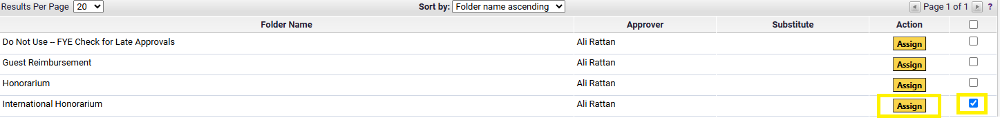 Results Per Page 20 Sort by: Folder name ascending Page 1 of 1 ?
Folder Name Approver Substitute Action
Do Not Use -- FYE Check for Late Approvals Ali Rattan Assign
Guest Reimbursement Ali Rattan Assign
Honorarium Ali Rattan Assign
International Honorarium Ali Rattan Assign